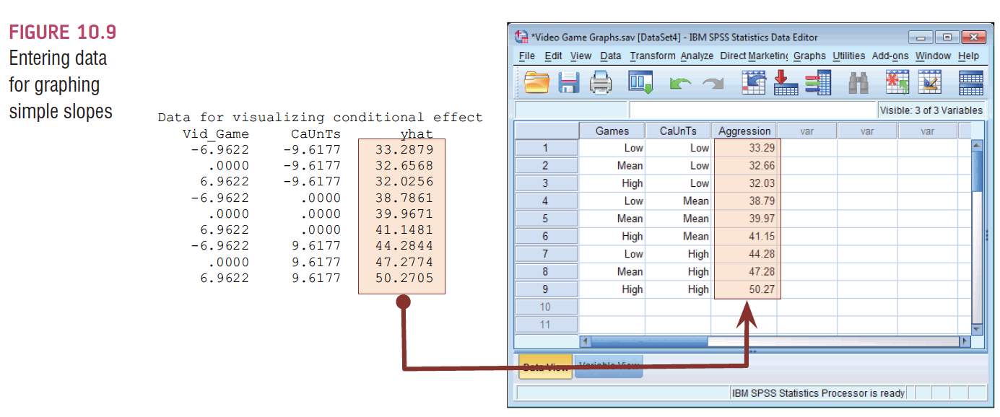 FIGURE 10.9
Entering data
for graphing
simple slopes
Data for visualizing conditional effect
Vid_Game CaUnTs yhat
-6.9622 -9.6177 33.2879
.0000 -9.6177 32.6568
6.9622 -9.6177 32.0256
-6.9622 .0000 38.7861
.0000 .0000 39.9671
6.9622 .0000 41.1481
-6.9622 9.6177 44.2844
.0000 9.6177 47.2774
6.9622 9.6177 50.2705
*Video Game Graphs.sav [DataSet4] - IBM SPSS Statistics Data Editor
File Edit View Data Transform Analyze Direct Marketing Graphs Utilities Add-ons Window Help
Visible: 3 of 3 Variables
Games CaUnTs Aggression var var var
1 Low Low 33.29
2 Mean Low 32.66
3 High Low 32.03
4 Low Mean 38.79
5 Mean Mean 39.97
6 High Mean 41.15
7 Low High 44.28
8 Mean High 47.28
9 High High 50.27
10
11
Data View Variable View
IBM SPSS Statistics Processor is ready